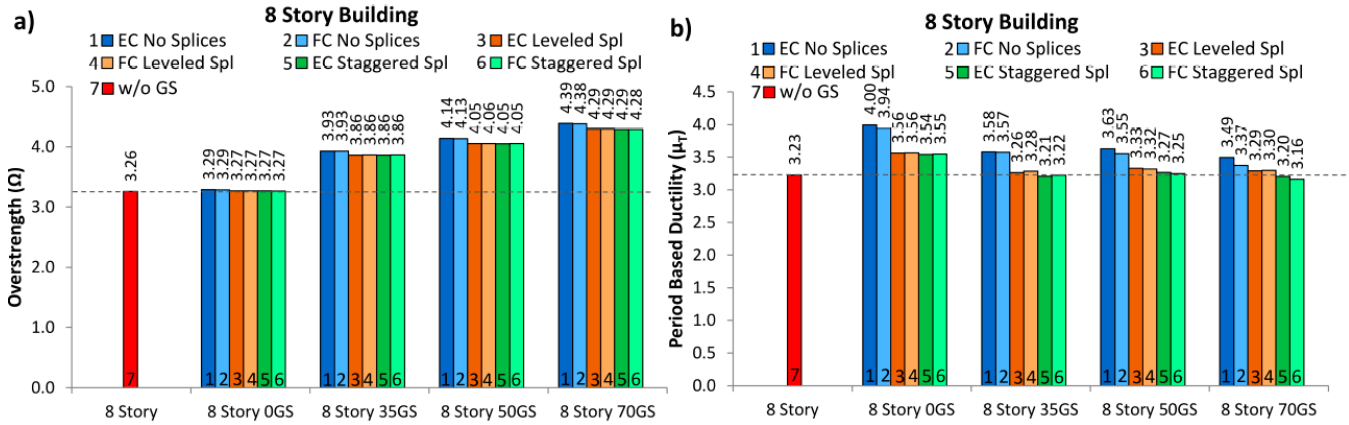 a)
8 Story Building
1 EC No Splices
2 FC No Splices
3 EC Leveled Spl
4 FC Leveled Spl
5 EC Staggered Spl
6 FC Staggered Spl
7 w/o GS
Overstrength (Ω)
5.0
4.0
3.0
2.0
1.0
0.0
3.26
3.29
3.29
3.27
3.27
3.27
3.27
3.93
3.93
3.86
3.86
3.86
3.86
4.14
4.13
4.05
4.06
4.05
4.05
4.39
4.38
4.29
4.29
4.29
4.28
7
1 2 3 4 5 6
1 2 3 4 5 6
1 2 3 4 5 6
1 2 3 4 5 6
8 Story
8 Story 0GS
8 Story 35GS
8 Story 50GS
8 Story 70GS
b)
8 Story Building
1 EC No Splices
2 FC No Splices
3 EC Leveled Spl
4 FC Leveled Spl
5 EC Staggered Spl
6 FC Staggered Spl
7 w/o GS
Period Based Ductility (μT)
4.5
4.0
3.5
3.0
2.5
2.0
1.5
1.0
0.5
0.0
3.23
4.00
3.94
3.56
3.56
3.54
3.55
3.58
3.57
3.26
3.28
3.21
3.22
3.63
3.55
3.33
3.32
3.27
3.25
3.49
3.37
3.29
3.30
3.20
3.16
7
1 2 3 4 5 6
1 2 3 4 5 6
1 2 3 4 5 6
1 2 3 4 5 6
8 Story
8 Story 0GS
8 Story 35GS
8 Story 50GS
8 Story 70GS